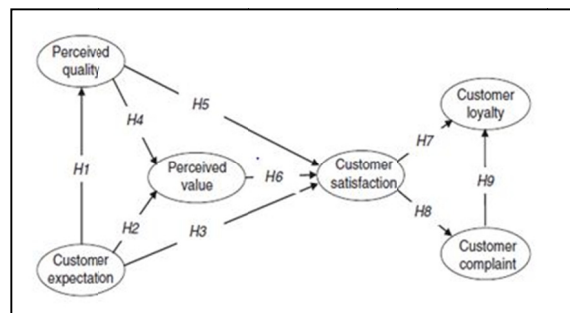 Perceived
quality
H5
H4
Customer
loyalty
H7
H1
Perceived
value
H6
Customer
satisfaction
H9
H2
H3
H8
Customer
expectation
Customer
complaint